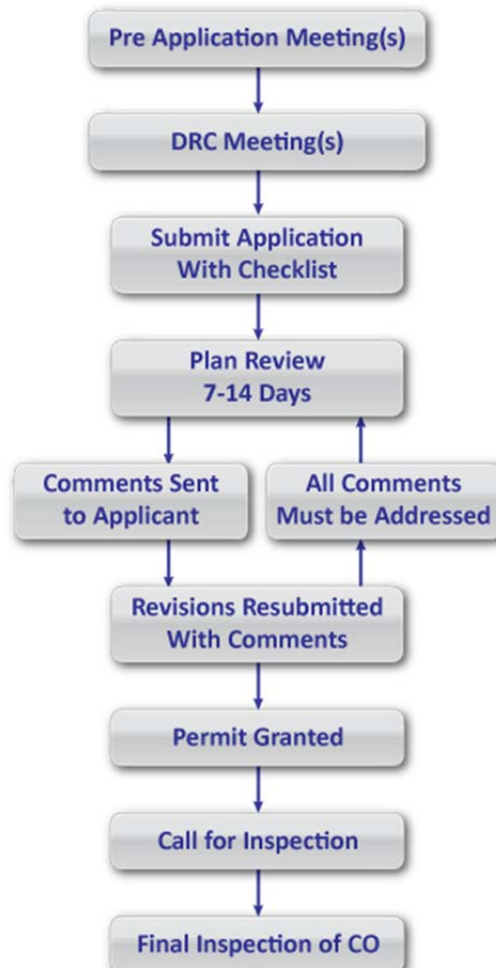 Pre Application Meeting(s)
DRC Meeting(s)
Submit Application
With Checklist
Plan Review
7-14 Days
Comments Sent
to Applicant
All Comments
Must be Addressed
Revisions Resubmitted
With Comments
Permit Granted
Call for Inspection
Final Inspection of CO